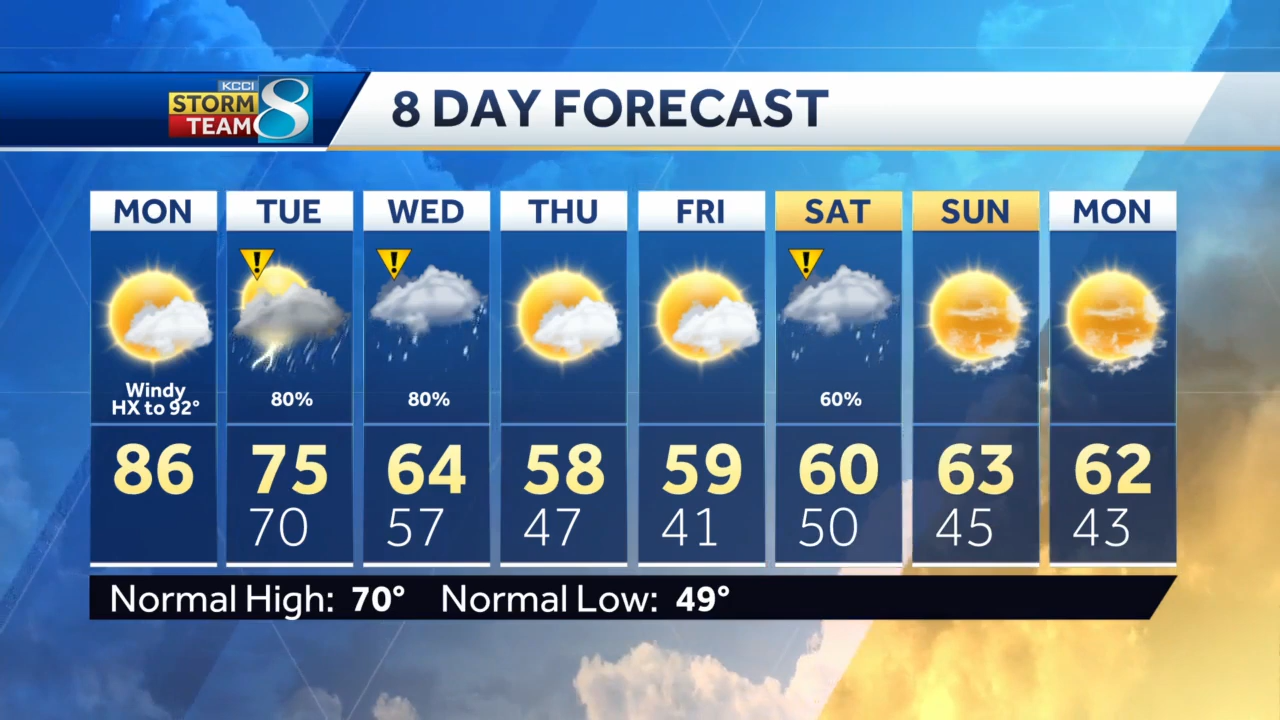 KCCI
STORM
TEAM 8
8 DAY FORECAST
MON TUE WED THU FRI SAT SUN MON
! ! !
Windy
HX to 92° 80% 80% 60%
86 75 64 58 59 60 63 62
70 57 47 41 50 45 43
Normal High: 70° Normal Low: 49°